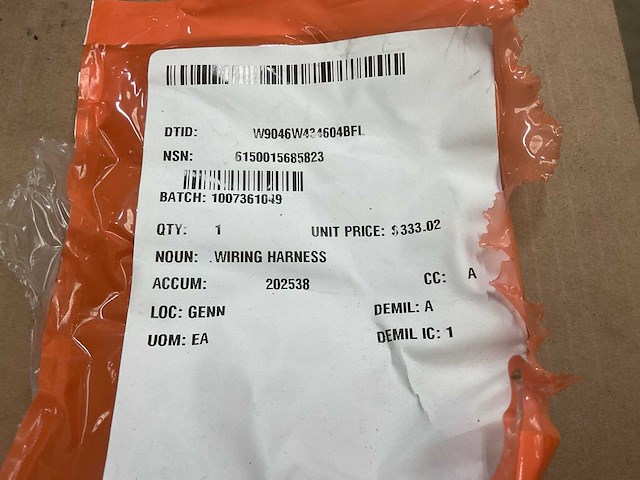 DTID: W9046W434604BFL
NSN: 6150015685823
BATCH: 1007361049
QTY: 1 UNIT PRICE: $333.02
NOUN: .WIRING HARNESS
ACCUM: 202538 CC: A
LOC: GENN DEMIL: A
UOM: EA DEMIL IC: 1